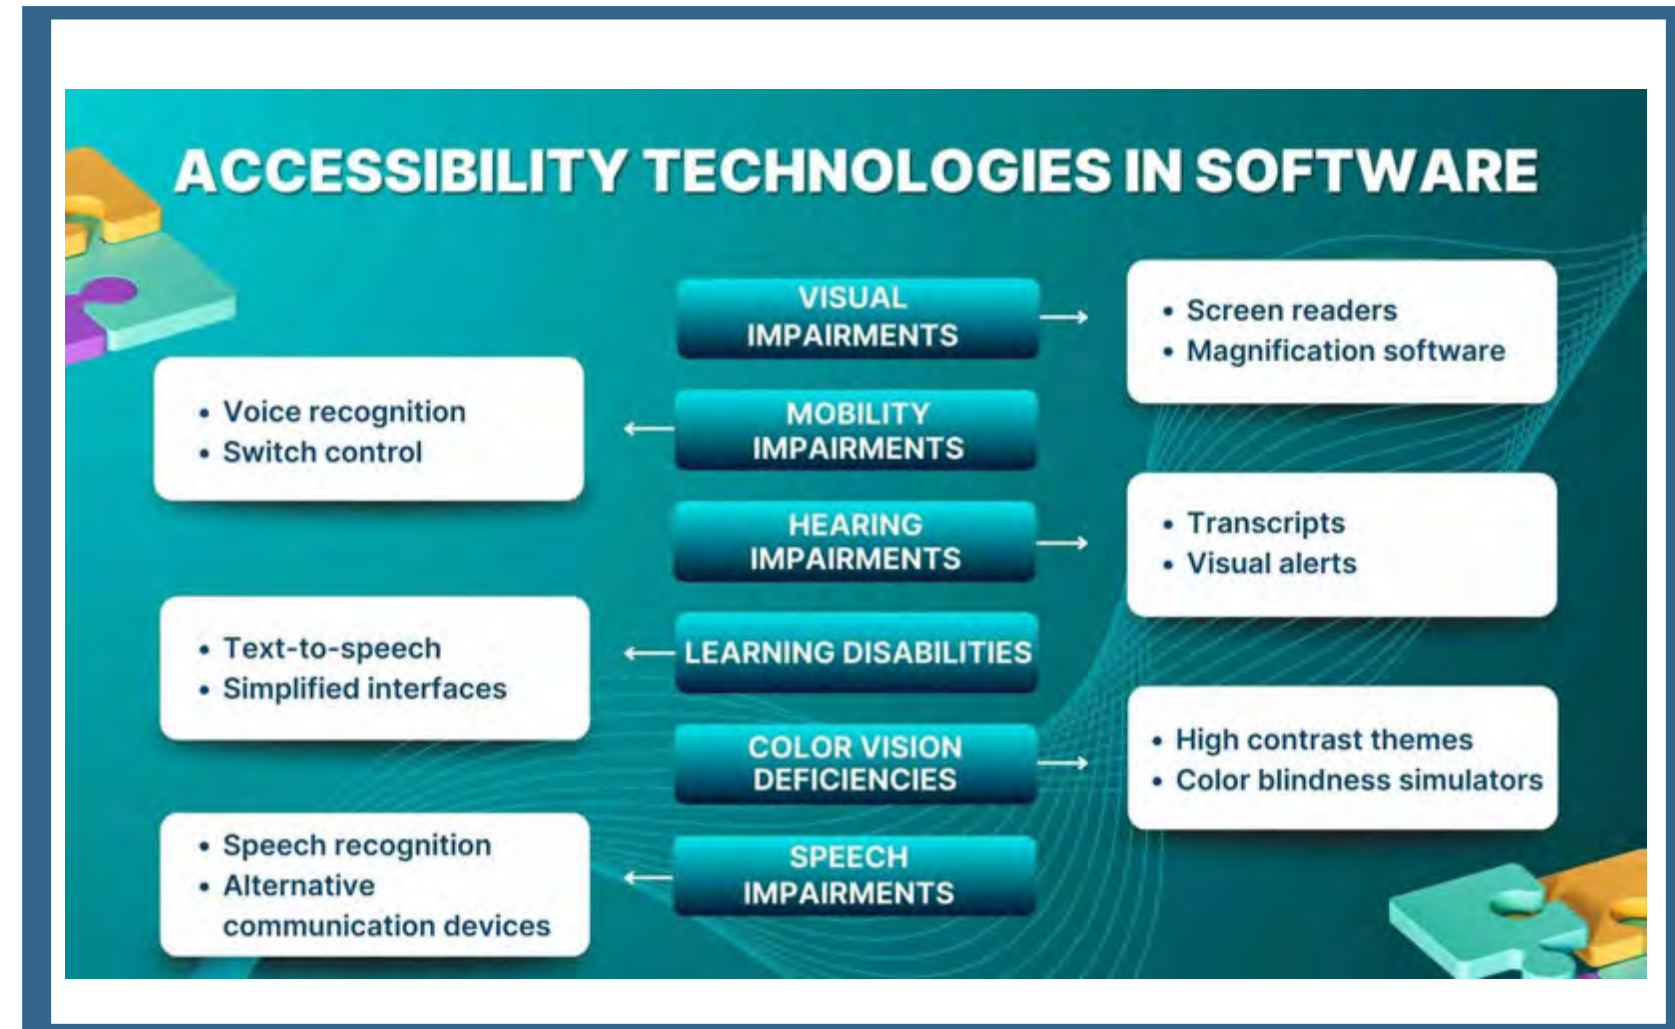 ACCESSIBILITY TECHNOLOGIES IN SOFTWARE
VISUAL
IMPAIRMENTS
• Screen readers
• Magnification software
MOBILITY
IMPAIRMENTS
• Voice recognition
• Switch control
HEARING
IMPAIRMENTS
• Transcripts
• Visual alerts
LEARNING DISABILITIES
• Text-to-speech
• Simplified interfaces
COLOR VISION
DEFICIENCIES
• High contrast themes
• Color blindness simulators
SPEECH
IMPAIRMENTS
• Speech recognition
• Alternative
communication devices